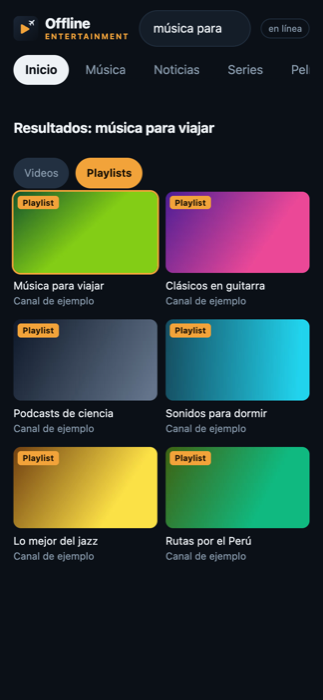 Offline
ENTERTAINMENT
música para
en línea
Inicio
Música
Noticias
Series
Pel
Resultados: música para viajar
Videos
Playlists
Playlist
Playlist
Música para viajar
Canal de ejemplo
Clásicos en guitarra
Canal de ejemplo
Playlist
Playlist
Podcasts de ciencia
Canal de ejemplo
Sonidos para dormir
Canal de ejemplo
Playlist
Playlist
Lo mejor del jazz
Canal de ejemplo
Rutas por el Perú
Canal de ejemplo